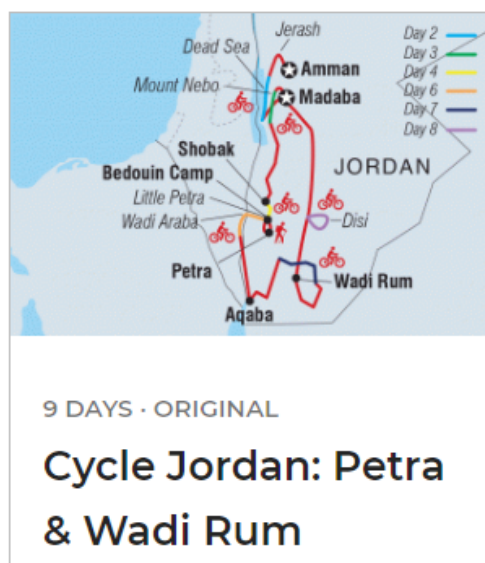 Jerash
Day 2
Dead Sea
Day 3
Amman
Day 4
Mount Nebo
Day 6
Madaba
Day 7
Day 8
Shobak
JORDAN
Bedouin Camp
Little Petra
Wadi Araba
Disi
Petra
Wadi Rum
Aqaba
9 DAYS · ORIGINAL
Cycle Jordan: Petra
& Wadi Rum